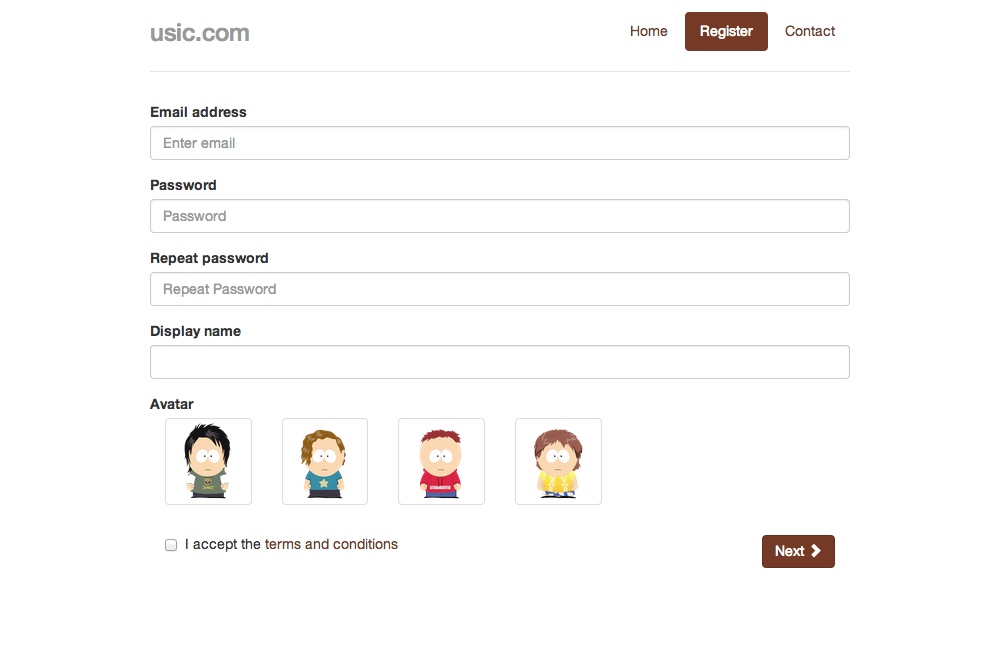 usic.com
Home
Register
Contact
Email address
Enter email
Password
Password
Repeat password
Repeat Password
Display name
Avatar
I accept the terms and conditions
Next